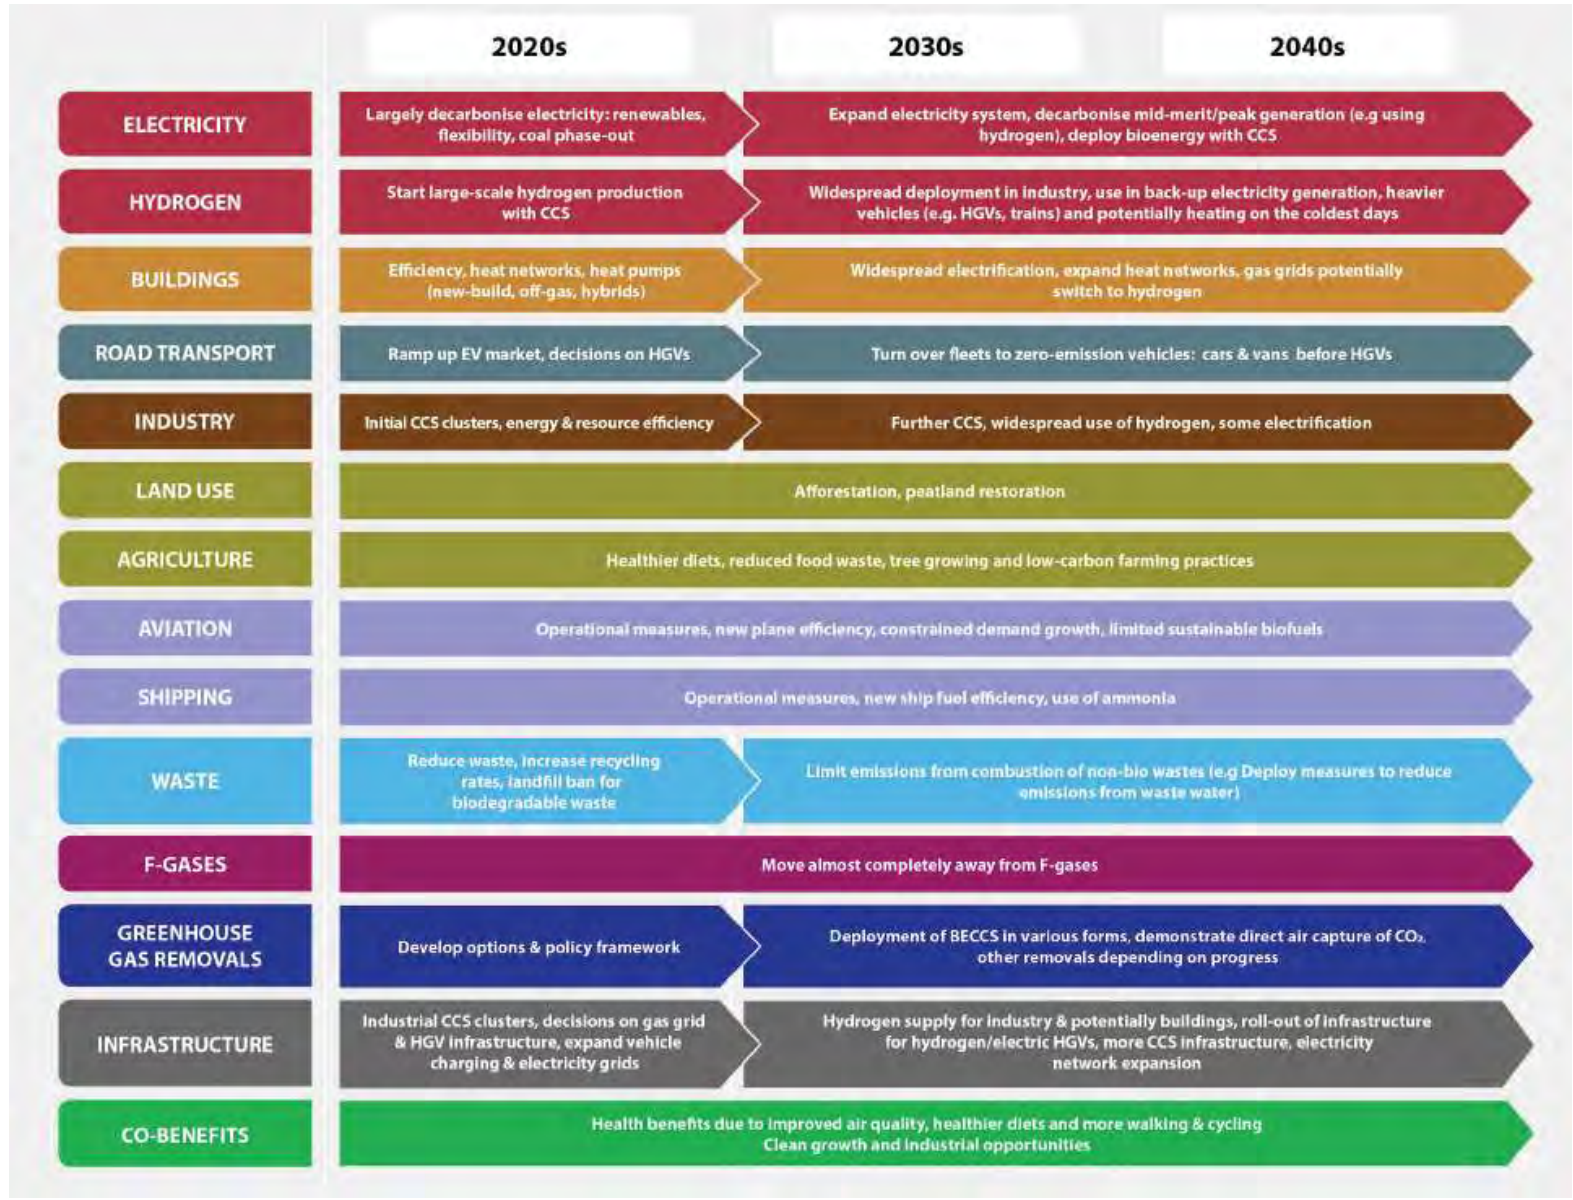 2020s
2030s
2040s
ELECTRICITY
Largely decarbonise electricity: renewables,
flexibility, coal phase-out
Expand electricity system, decarbonise mid-merit/peak generation (e.g using
hydrogen), deploy bioenergy with CCS
HYDROGEN
Start large-scale hydrogen production
with CCS
Widespread deployment in industry, use in back-up electricity generation, heavier
vehicles (e.g. HGVs, trains) and potentially heating on the coldest days
BUILDINGS
Efficiency, heat networks, heat pumps
(new-build, off-gas, hybrids)
Widespread electrification, expand heat networks, gas grids potentially
switch to hydrogen
ROAD TRANSPORT
Ramp up EV market, decisions on HGVs
Turn over fleets to zero-emission vehicles: cars & vans before HGVs
INDUSTRY
Initial CCS clusters, energy & resource efficiency
Further CCS, widespread use of hydrogen, some electrification
LAND USE
Afforestation, peatland restoration
AGRICULTURE
Healthier diets, reduced food waste, tree growing and low-carbon farming practices
AVIATION
Operational measures, new plane efficiency, constrained demand growth, limited sustainable biofuels
SHIPPING
Operational measures, new ship fuel efficiency, use of ammonia
WASTE
Reduce waste, increase recycling
rates, landfill ban for
biodegradable waste
Limit emissions from combustion of non-bio wastes (e.g Deploy measures to reduce
emissions from waste water)
F-GASES
Move almost completely away from F-gases
GREENHOUSE
GAS REMOVALS
Develop options & policy framework
Deployment of BECCS in various forms, demonstrate direct air capture of CO₂,
other removals depending on progress
INFRASTRUCTURE
Industrial CCS clusters, decisions on gas grid
& HGV infrastructure, expand vehicle
charging & electricity grids
Hydrogen supply for industry & potentially buildings, roll-out of infrastructure
for hydrogen/electric HGVs, more CCS infrastructure, electricity
network expansion
CO-BENEFITS
Health benefits due to improved air quality, healthier diets and more walking & cycling
Clean growth and industrial opportunities